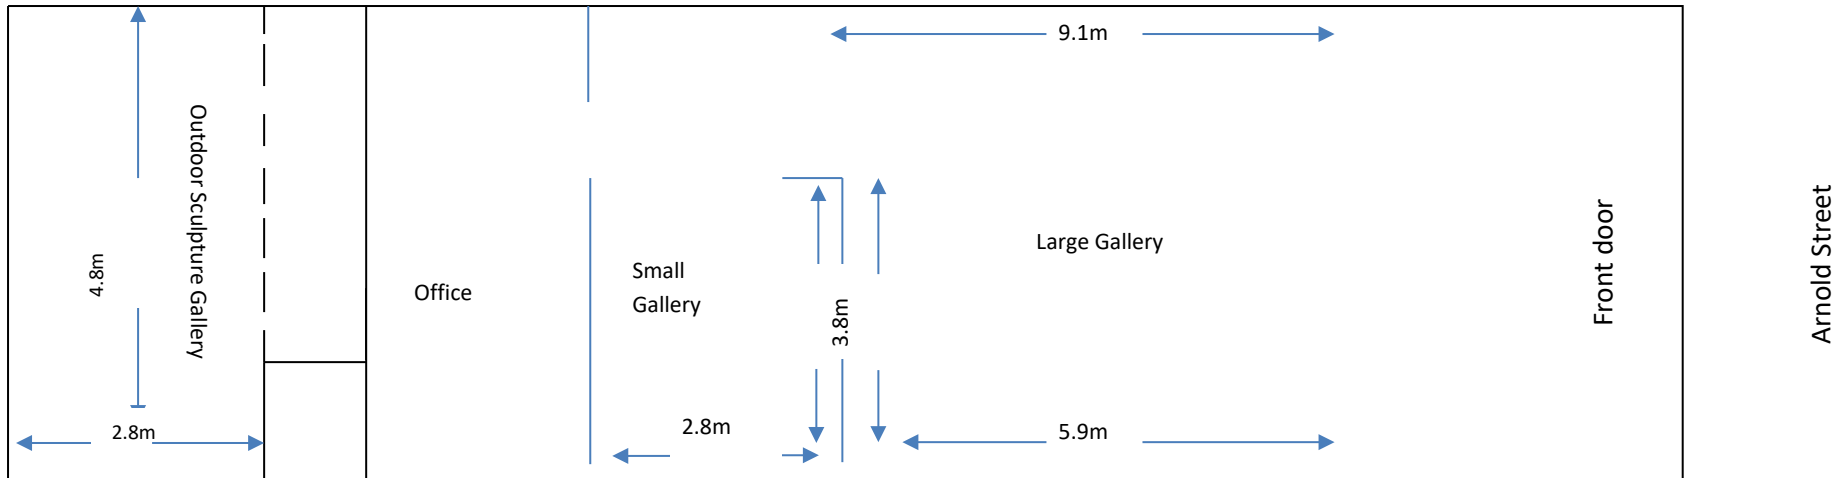 9.1m
Outdoor Sculpture Gallery
4.8m
2.8m
Office
Small
Gallery
2.8m
3.8m
Large Gallery
5.9m
Front door
Arnold Street